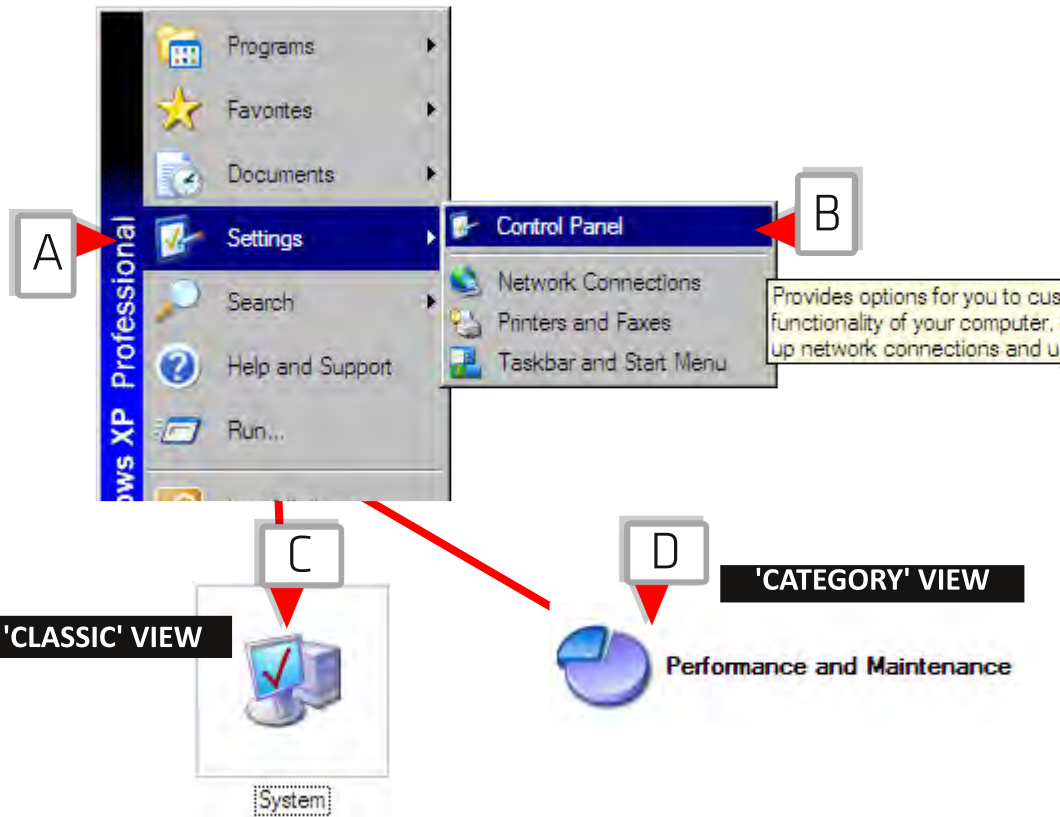 Programs
Favorites
Documents
A
Settings
Control Panel
B
Search
Network Connections
Printers and Faxes
Taskbar and Start Menu
Provides options for you to cus
functionality of your computer,
up network connections and u
Help and Support
Run...
ows XP Professional
C
D
'CATEGORY' VIEW
'CLASSIC' VIEW
Performance and Maintenance
System